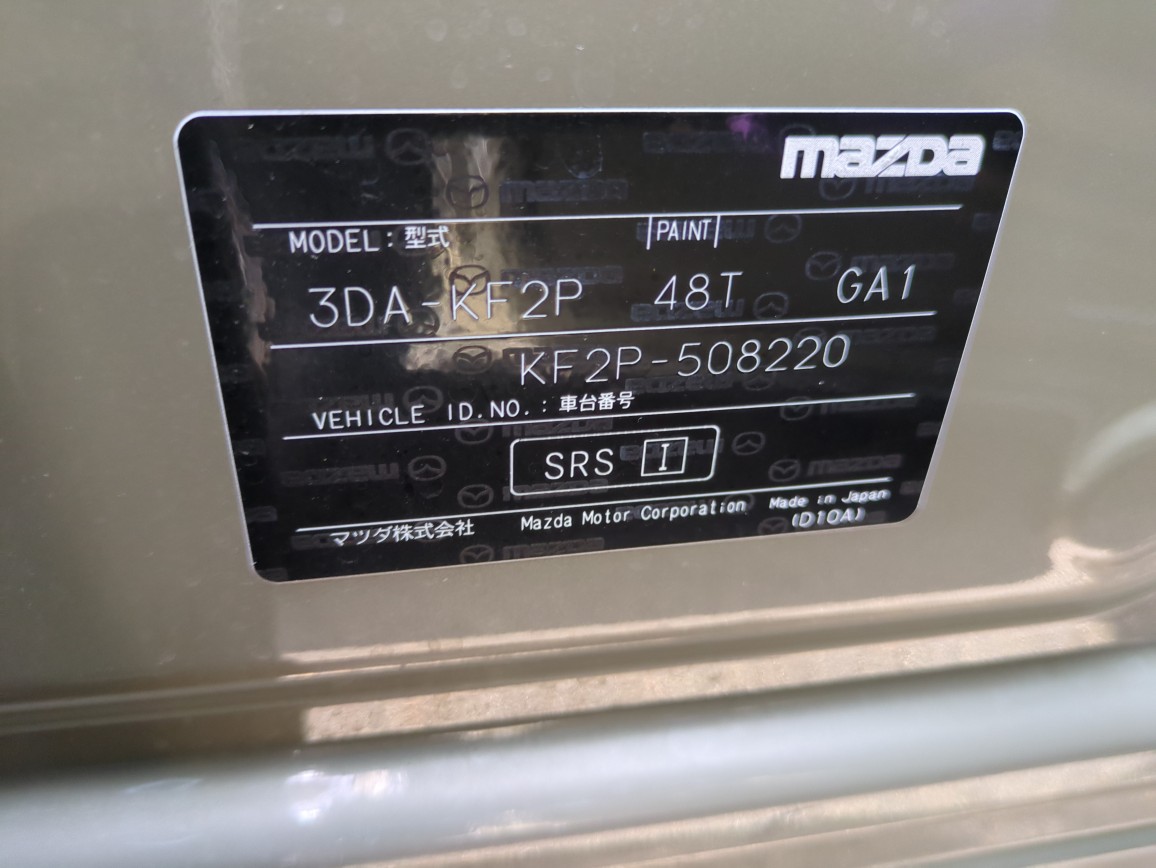 mazda
MODEL:型式 PAINT
3DA-KF2P 48T GA1
KF2P-508220
VEHICLE ID.NO.:車台番号
SRS I
マツダ株式会社 Mazda Motor Corporation Made in Japan
(D10A)